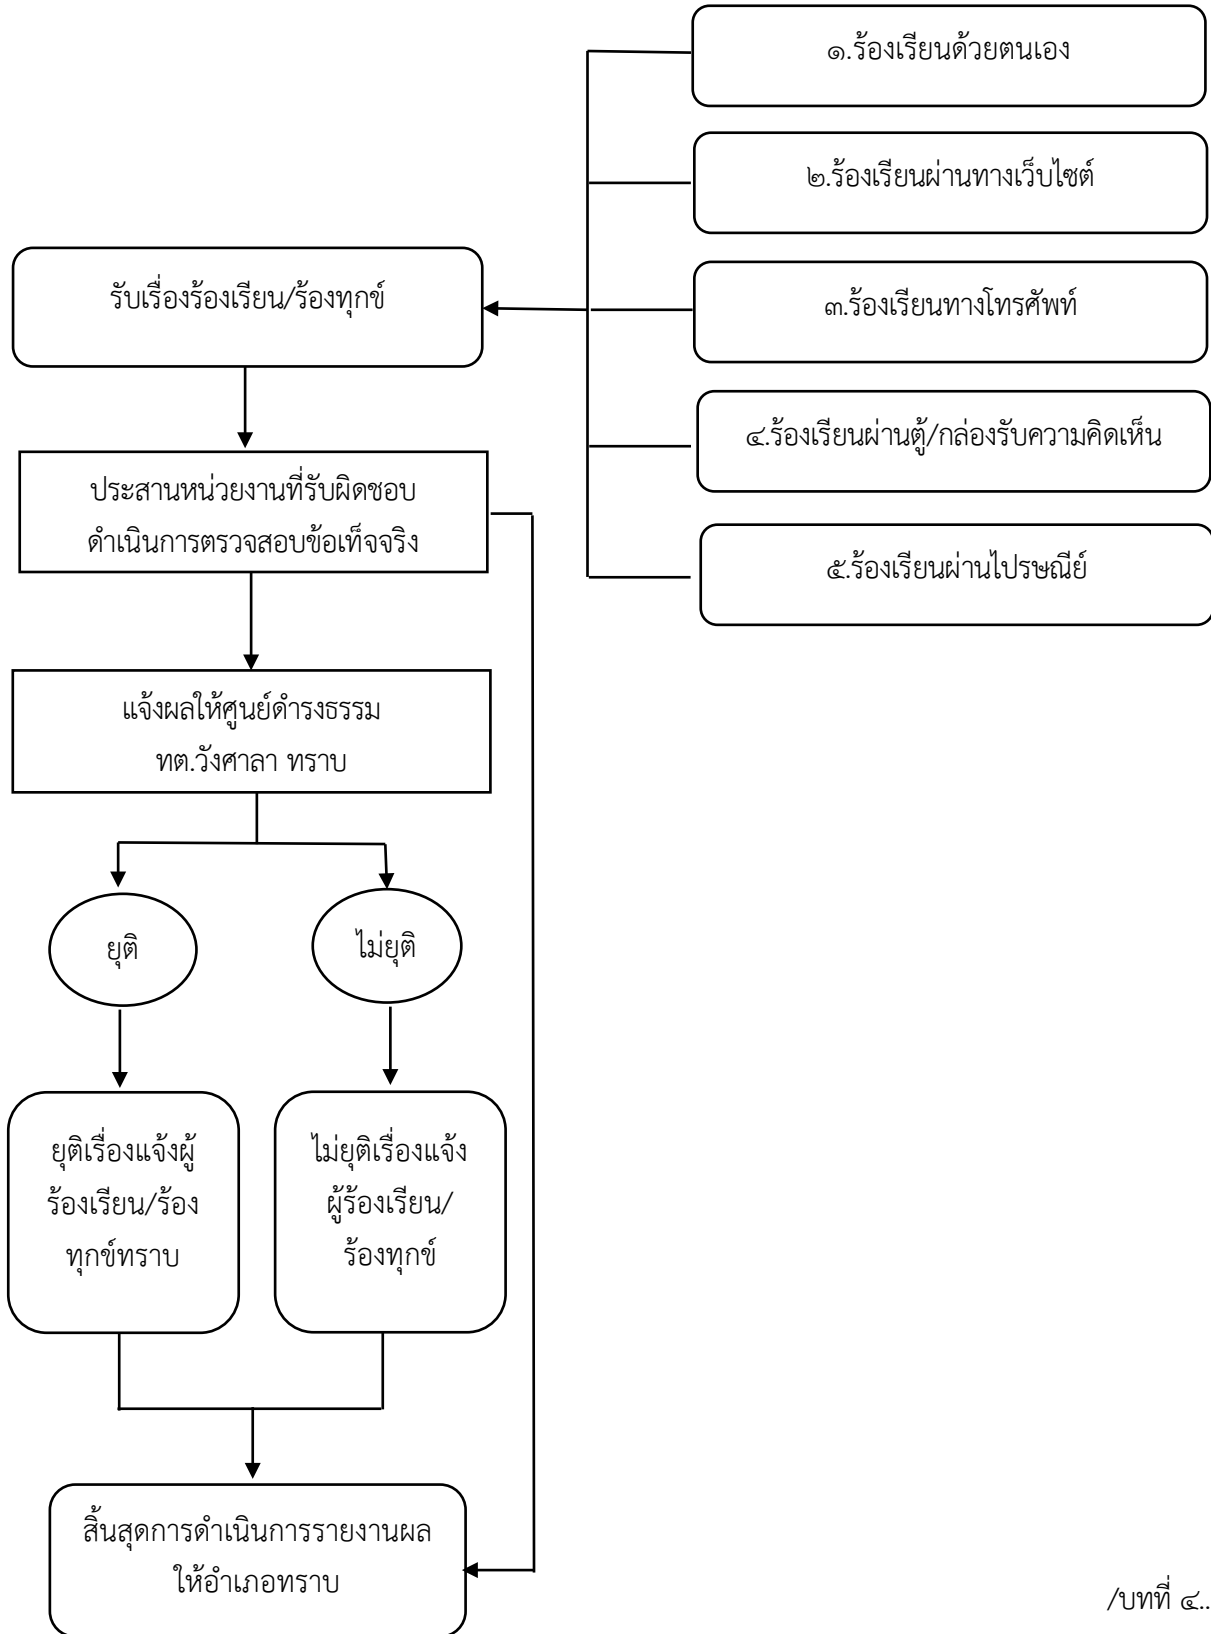 ๑.ร้องเรียนด้วยตนเอง
๒.ร้องเรียนผ่านทางเว็บไซต์
๓.ร้องเรียนทางโทรศัพท์
๔.ร้องเรียนผ่านตู้/กล่องรับความคิดเห็น
๕.ร้องเรียนผ่านไปรษณีย์
รับเรื่องร้องเรียน/ร้องทุกข์
ประสานหน่วยงานที่รับผิดชอบ
ดำเนินการตรวจสอบข้อเท็จจริง
แจ้งผลให้ศูนย์ดำรงธรรม
ทต.วังศาลา ทราบ
ยุติ
ไม่ยุติ
ยุติเรื่องแจ้งผู้
ร้องเรียน/ร้อง
ทุกข์ทราบ
ไม่ยุติเรื่องแจ้ง
ผู้ร้องเรียน/
ร้องทุกข์
สิ้นสุดการดำเนินการรายงานผล
ให้อำเภอทราบ
/บทที่ ๔..